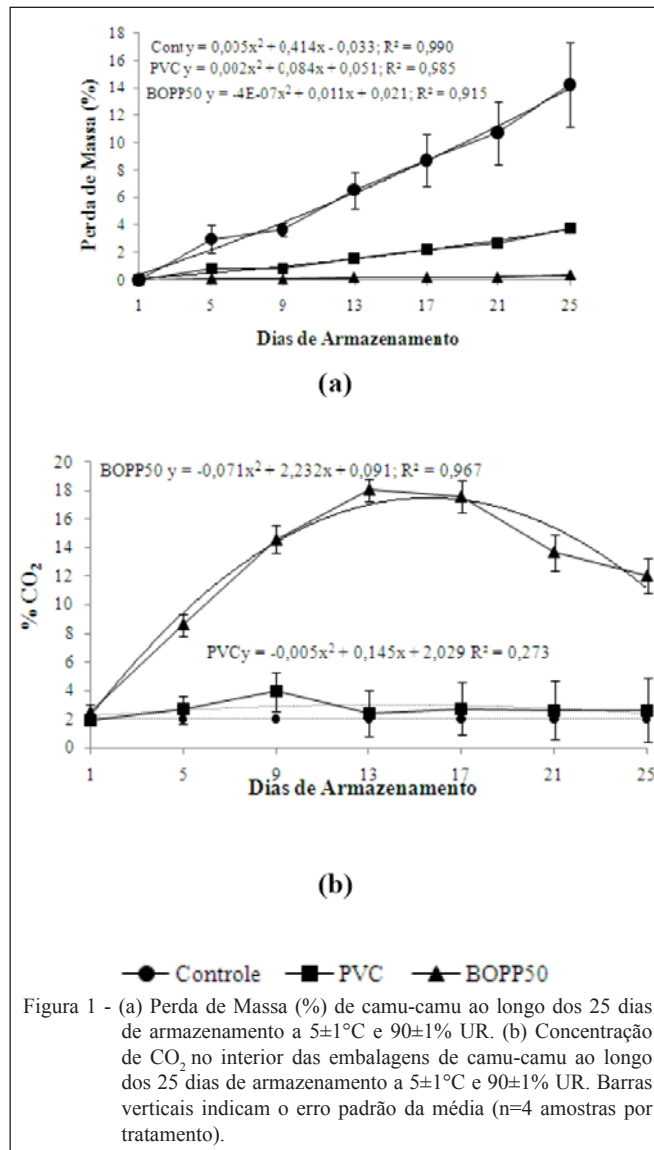 18
16
14
12
10
8
6
4
2
0
Cont y = 0,005x² + 0,414x - 0,033; R² = 0,990
PVC y = 0,002x² + 0,084x + 0,051; R² = 0,985
BOPP50 y = -4E-07x² + 0,011x + 0,021; R² = 0,915
Perda de Massa (%)
1 5 9 13 17 21 25
Dias de Armazenamento
(a)
20
18
16
14
12
10
8
6
4
2
0
BOPP50 y = -0,071x² + 2,232x + 0,091; R² = 0,967
% CO₂
PVCy = -0,005x² + 0,145x + 2,029 R² = 0,273
1 5 9 13 17 21 25
Dias de Armazenamento
(b)
Controle PVC BOPP50
Figura 1 - (a) Perda de Massa (%) de camu-camu ao longo dos 25 dias
de armazenamento a 5±1°C e 90±1% UR. (b) Concentração
de CO₂ no interior das embalagens de camu-camu ao longo
dos 25 dias de armazenamento a 5±1°C e 90±1% UR. Barras
verticais indicam o erro padrão da média (n=4 amostras por
tratamento).